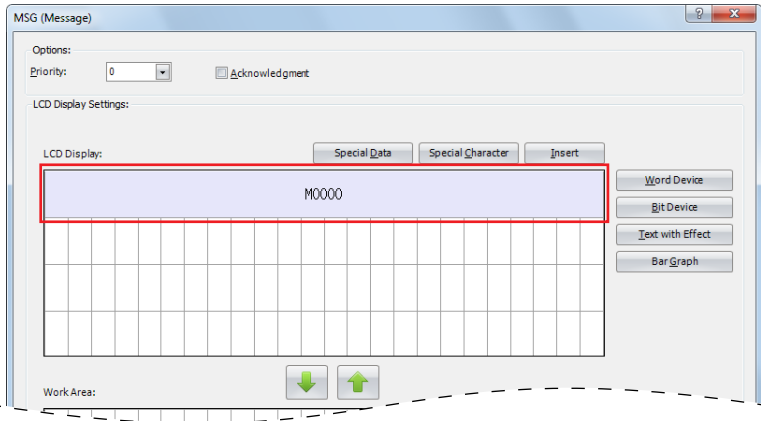 MSG (Message)
Options:
Priority: 0 Acknowledgment
LCD Display Settings:
LCD Display: Special Data Special Character Insert
M0000
Word Device
Bit Device
Text with Effect
Bar Graph
Work Area: